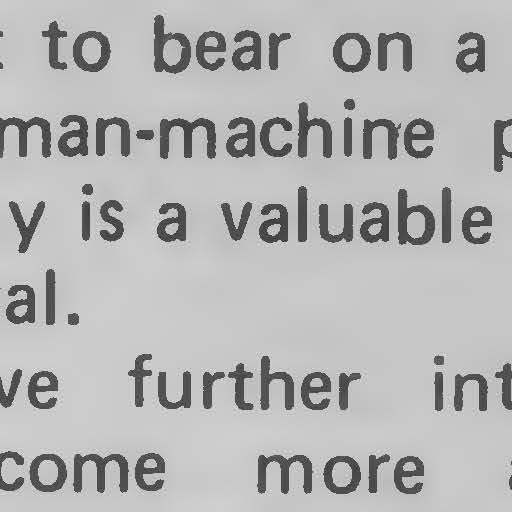 to bear on a
man-machine
y is a valuable
al.
ve further int
come more